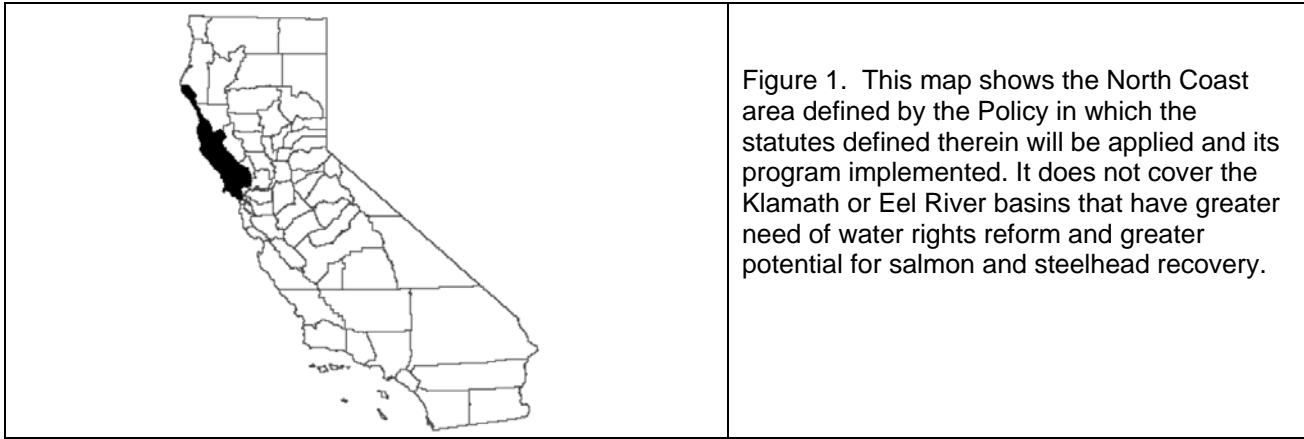 Figure 1.  This map shows the North Coast
area defined by the Policy in which the
statutes defined therein will be applied and its
program implemented. It does not cover the
Klamath or Eel River basins that have greater
need of water rights reform and greater
potential for salmon and steelhead recovery.